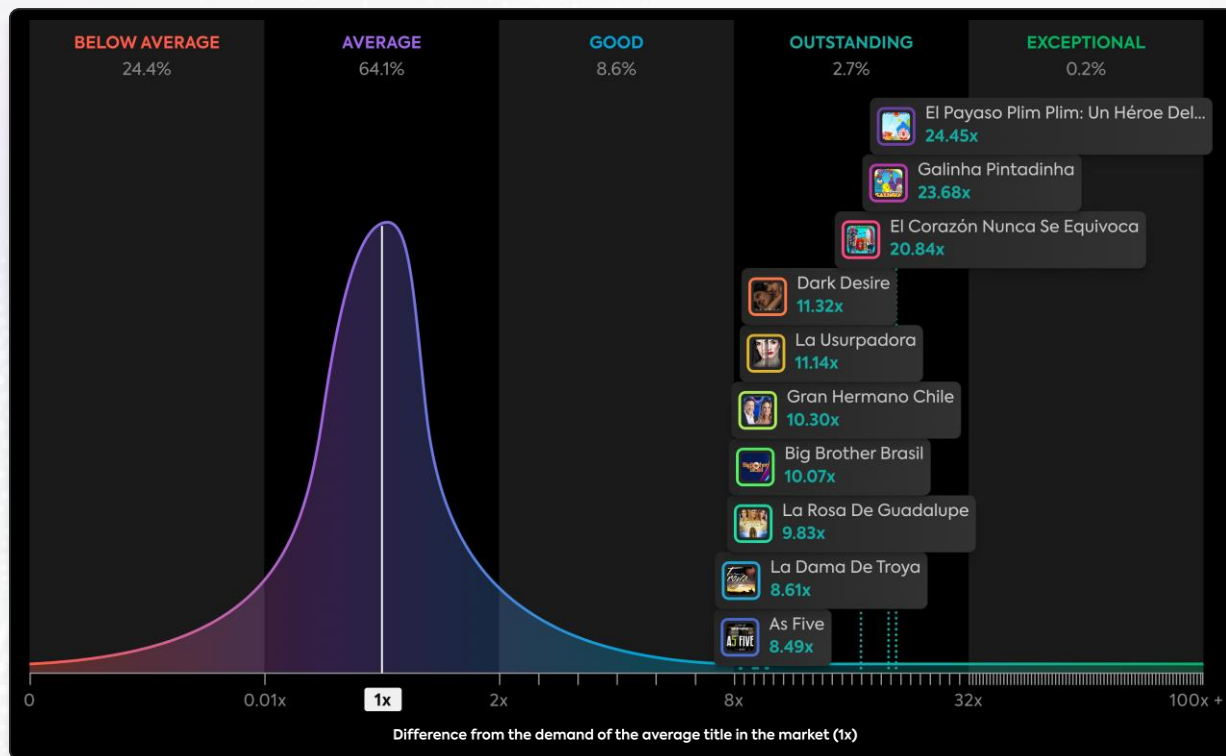 BELOW AVERAGE
24.4%
AVERAGE
64.1%
GOOD
8.6%
OUTSTANDING
2.7%
EXCEPTIONAL
0.2%
El Payaso Plim Plim: Un Héroe Del...
24.45x
Galinha Pintadinha
23.68x
El Corazón Nunca Se Equivoca
20.84x
Dark Desire
11.32x
La Usurpadora
11.14x
Gran Hermano Chile
10.30x
Big Brother Brasil
10.07x
La Rosa De Guadalupe
9.83x
La Dama De Troya
8.61x
As Five
8.49x
A5 FIVE
0
0.01x
1x
2x
8x
32x
100x +
Difference from the demand of the average title in the market (1x)